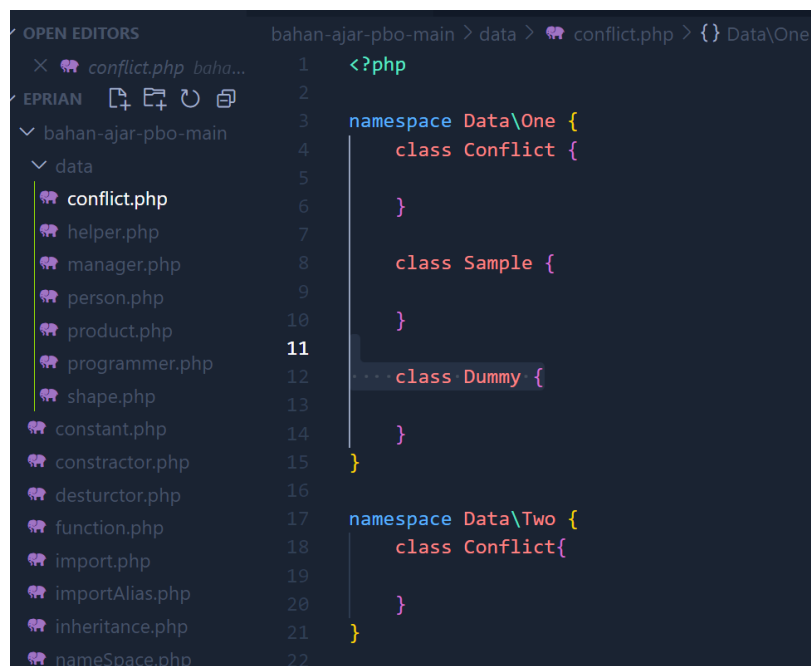 OPEN EDITORS
conflict.php baha...
EPRIAN
bahan-ajar-pbo-main
data
conflict.php
helper.php
manager.php
person.php
product.php
programmer.php
shape.php
constant.php
constractor.php
desturctor.php
function.php
import.php
importAlias.php
inheritance.php
nameSpace.php
bahan-ajar-pbo-main > data > conflict.php > {} Data\One
1 <?php
2
3 namespace Data\One {
4 class Conflict {
5
6 }
7
8 class Sample {
9
10 }
11
12 ····class·Dummy·{
13
14 }
15 }
16
17 namespace Data\Two {
18 class Conflict{
19
20 }
21 }
22